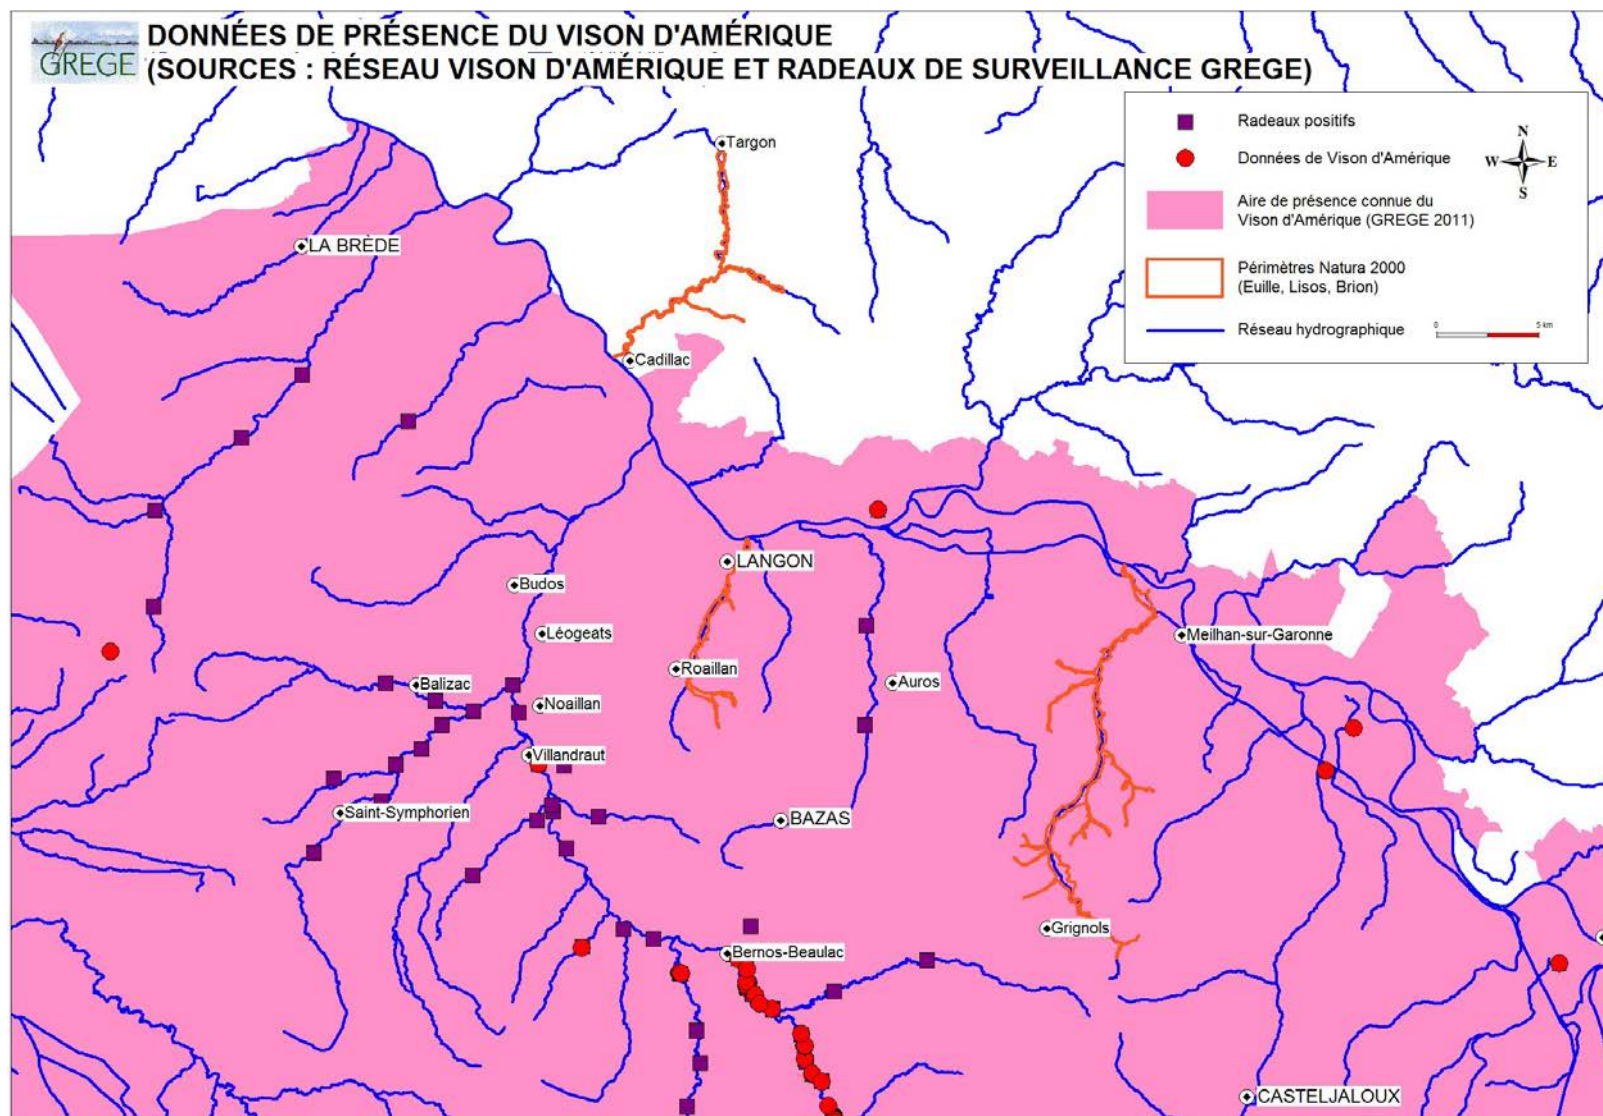 GREGE
DONNÉES DE PRÉSENCE DU VISON D'AMÉRIQUE
(SOURCES : RÉSEAU VISON D'AMÉRIQUE ET RADEAUX DE SURVEILLANCE GREGE)
Radeaux positifs
Données de Vison d'Amérique
Aire de présence connue du
Vison d'Amérique (GREGE 2011)
Périmètres Natura 2000
(Euille, Lisos, Brion)
Réseau hydrographique
0 5 km
N
W E
S
Targon
LA BRÈDE
Cadillac
LANGON
Budos
Léogeats
Meilhan-sur-Garonne
Roaillan
Balizac
Auros
Noaillan
Villandraut
Saint-Symphorien
BAZAS
Grignols
Bernos-Beaulac
CASTELJALOUX